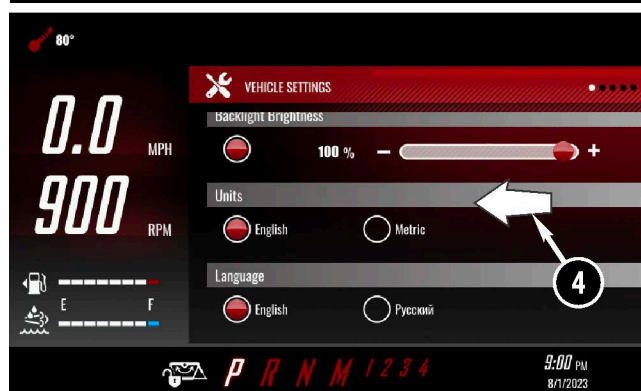 80°
VEHICLE SETTINGS
0.0 MPH
Backlight Brightness
100 % − +
900 RPM
Units
English Metric
4
Language
English Русский
E F
P R N M 1 2 3 4
9:00 PM
8/1/2023